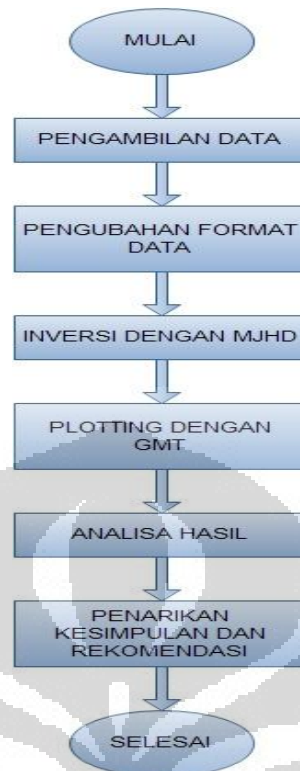 MULAI
PENGAMBILAN DATA
PENGUBAHAN FORMAT
DATA
INVERSI DENGAN MJHD
PLOTTING DENGAN
GMT
ANALISA HASIL
PENARIKAN
KESIMPULAN DAN
REKOMENDASI
SELESAI